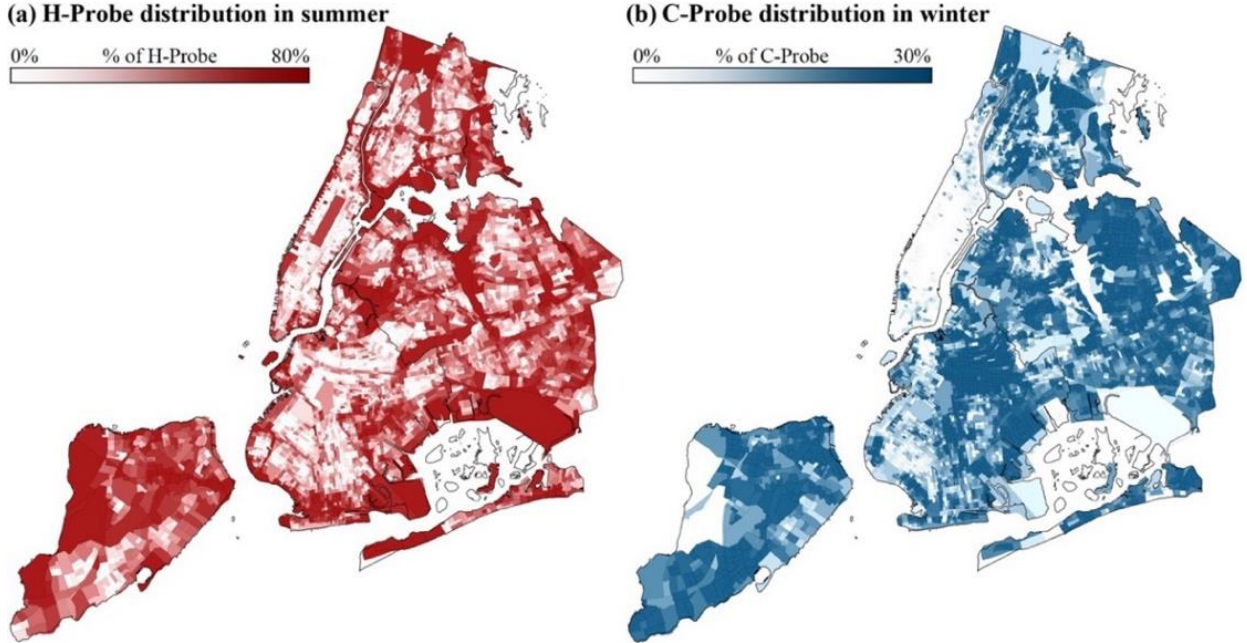 (a) H-Probe distribution in summer
0% % of H-Probe 80%
(b) C-Probe distribution in winter
0% % of C-Probe 30%